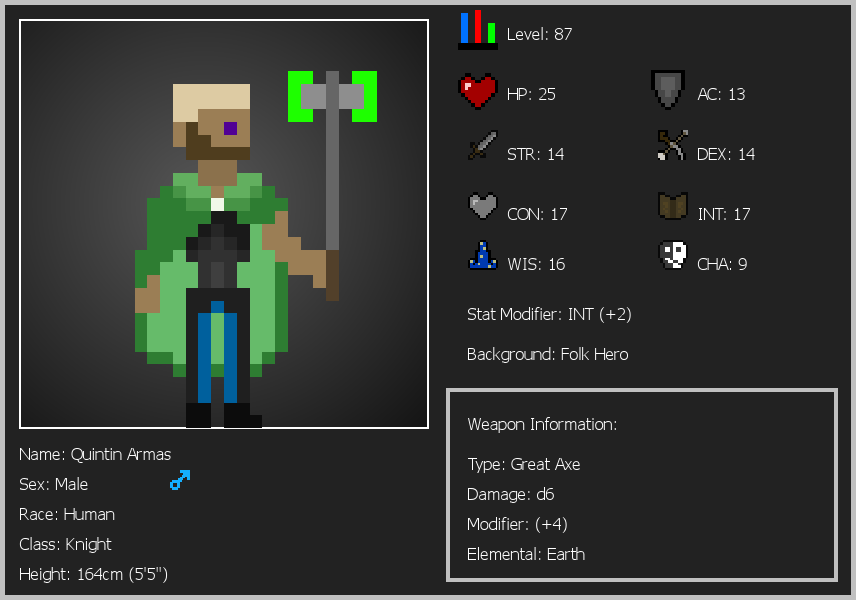 Level: 87
HP: 25
AC: 13
STR: 14
DEX: 14
CON: 17
INT: 17
WIS: 16
CHA: 9
Stat Modifier: INT (+2)
Background: Folk Hero
Weapon Information:
Type: Great Axe
Damage: d6
Modifier: (+4)
Elemental: Earth
Name: Quintin Armas
Sex: Male
Race: Human
Class: Knight
Height: 164cm (5'5")